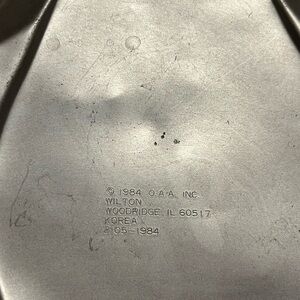 © 1984 O.A.A. INC.
WILTON
WOODRIDGE, IL 60517
KOREA
2105-1984